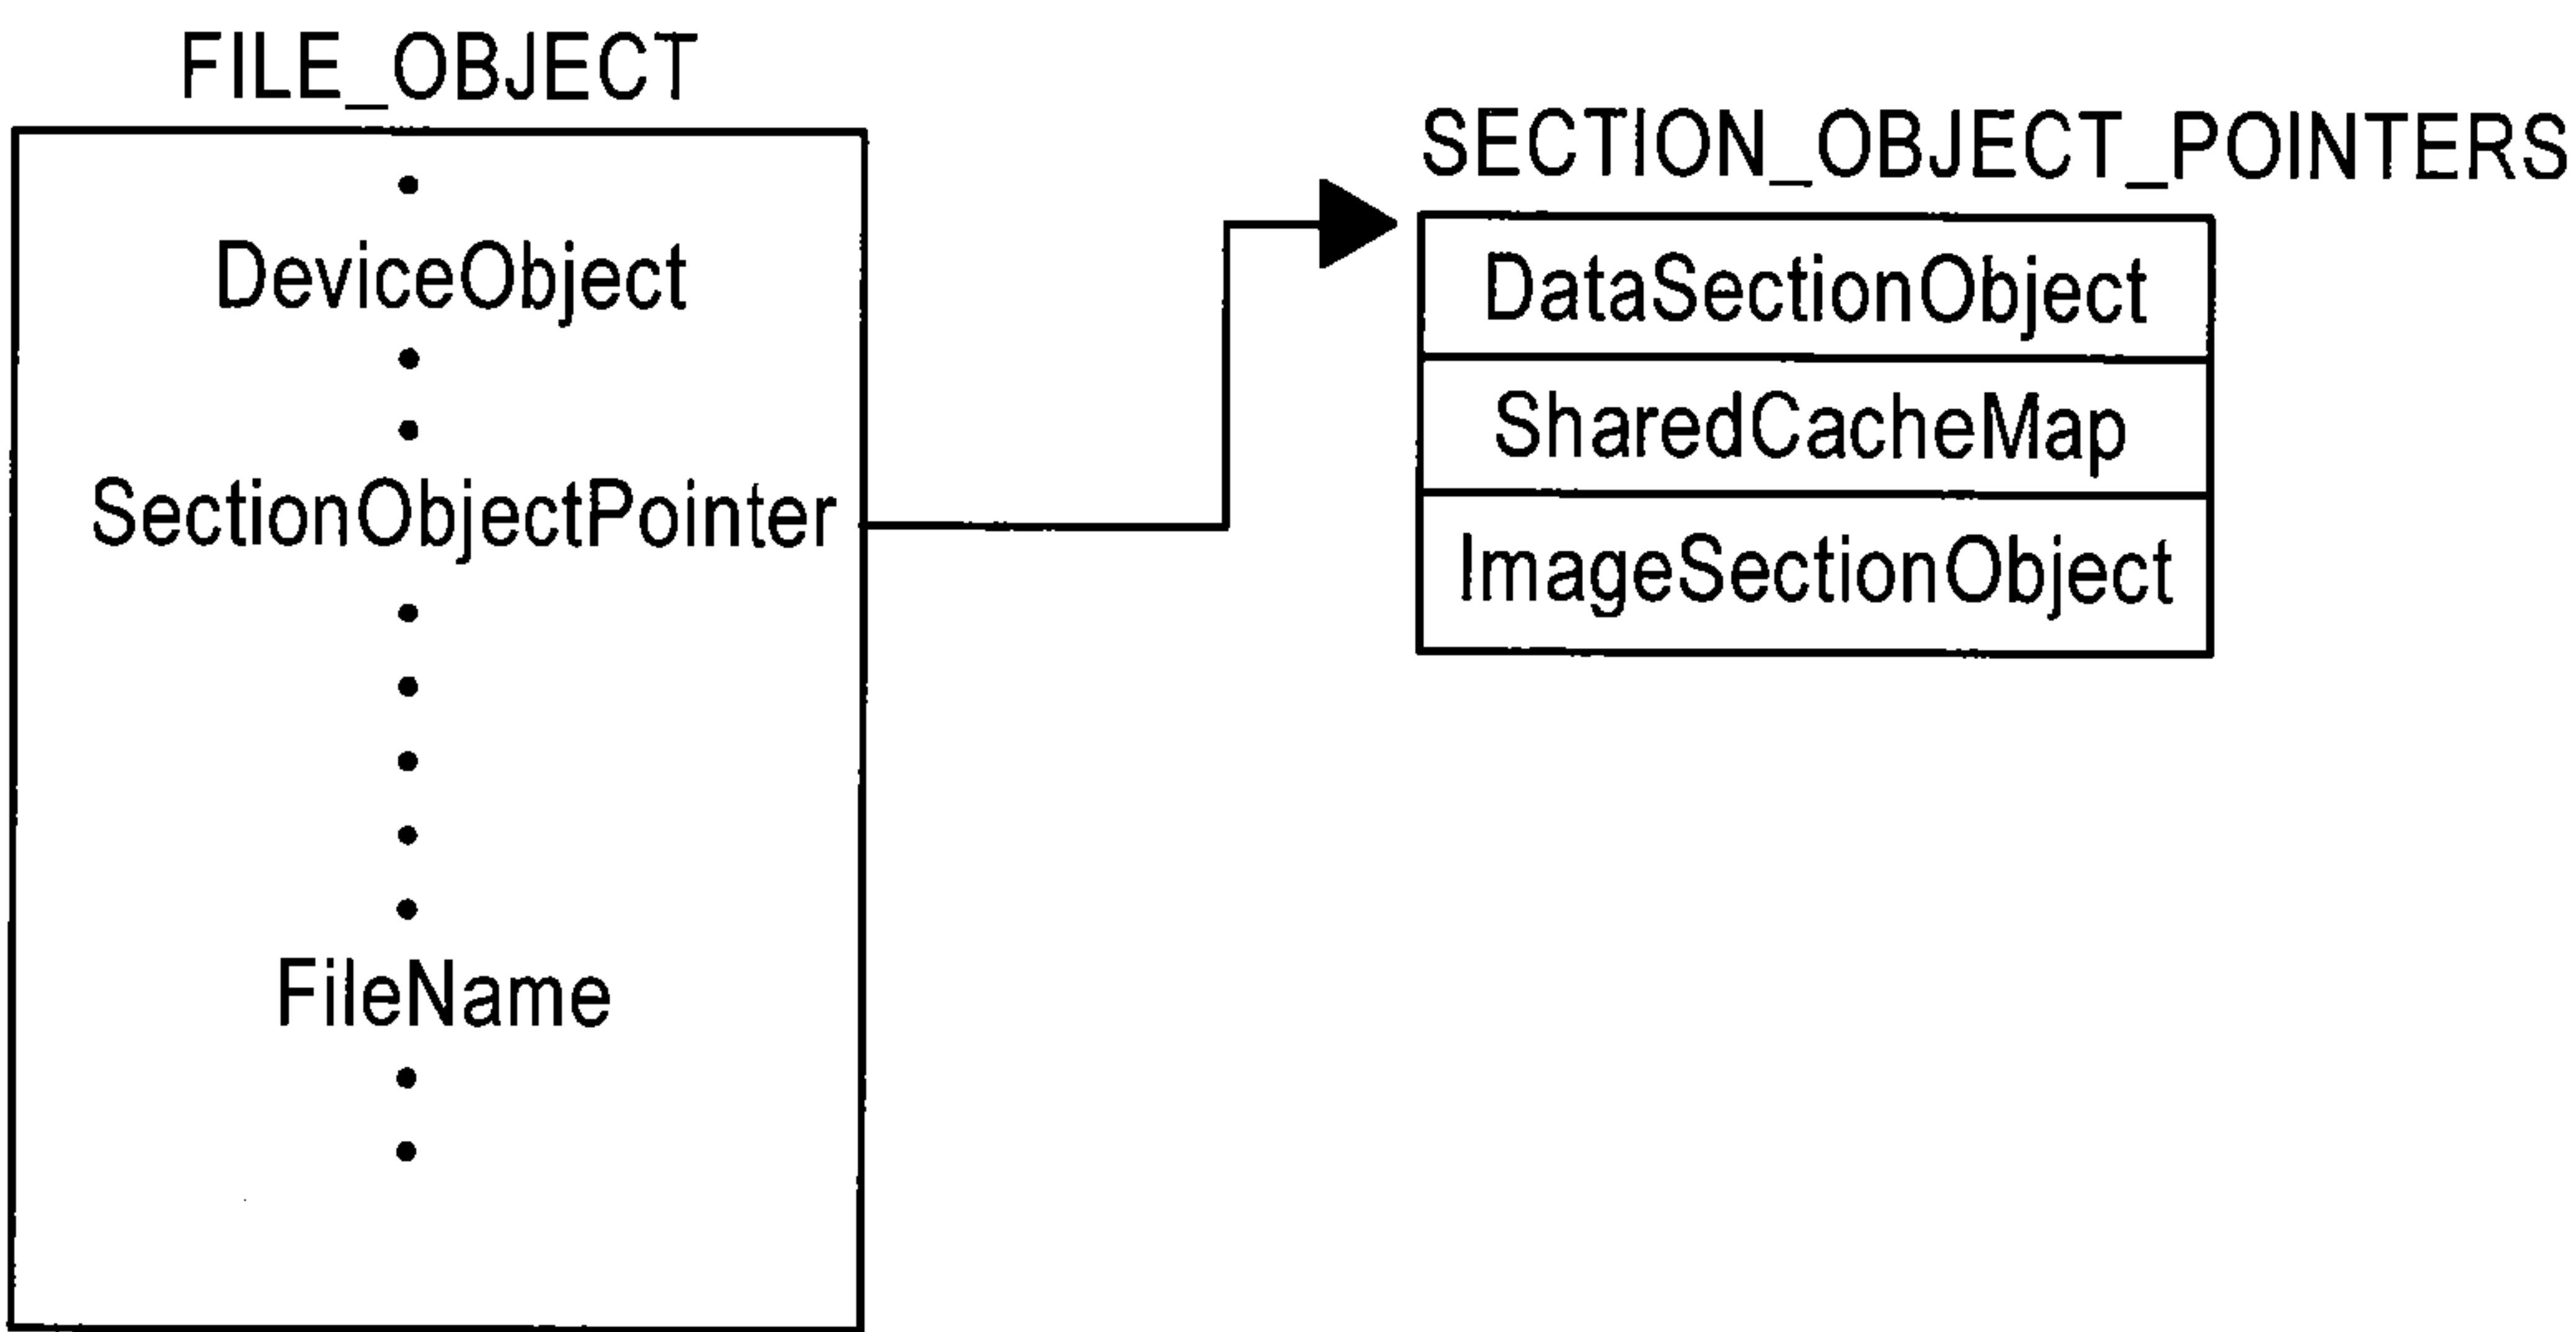 FILE_OBJECT
DeviceObject
SectionObjectPointer
FileName
SECTION_OBJECT_POINTERS
DataSectionObject
SharedCacheMap
ImageSectionObject